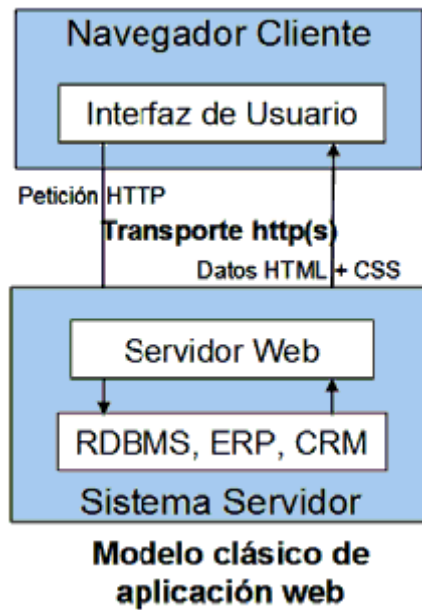 Navegador Cliente
Interfaz de Usuario
Petición HTTP
Transporte http(s)
Datos HTML + CSS
Servidor Web
RDBMS, ERP, CRM
Sistema Servidor
Modelo clásico de
aplicación web